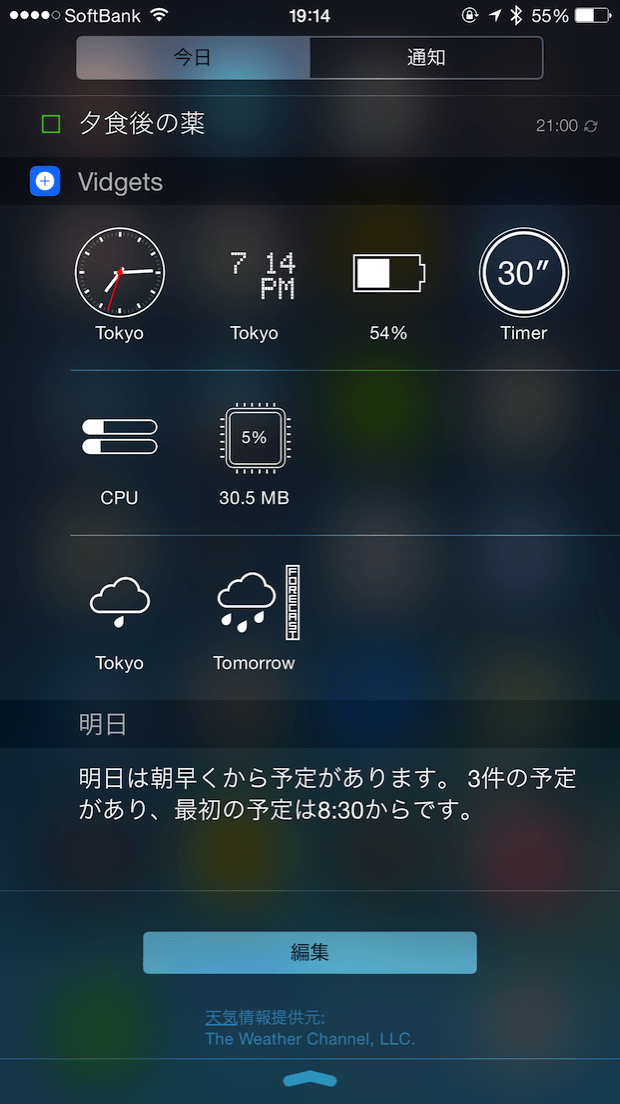 SoftBank 19:14 55%
今日 通知
夕食後の薬 21:00
Vidgets
7 14
PM
30″
Tokyo Tokyo 54% Timer
5%
CPU 30.5 MB
FORECAST
Tokyo Tomorrow
明日
明日は朝早くから予定があります。 3件の予定
があり、最初の予定は8:30からです。
編集
天気情報提供元:
The Weather Channel, LLC.